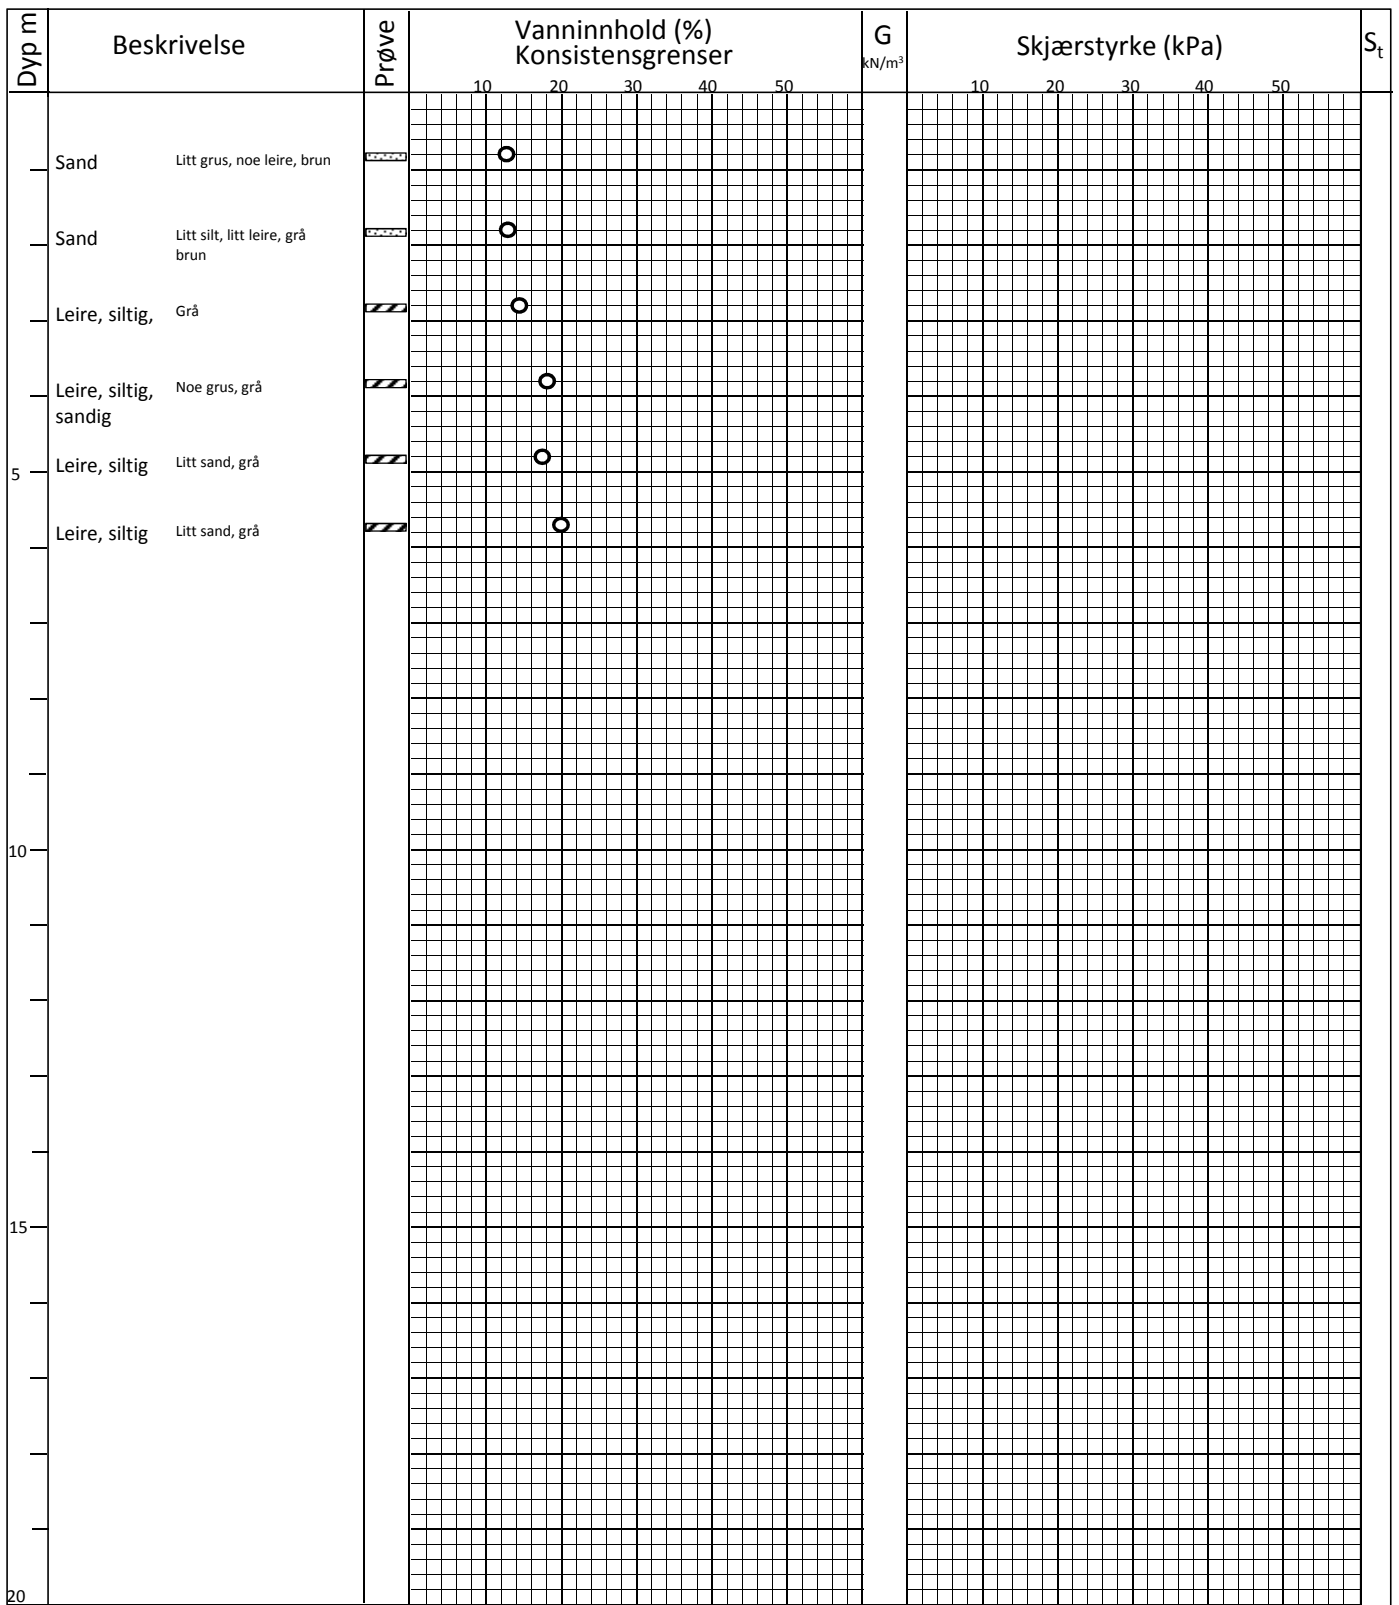 Dyp m
Beskrivelse
Prøve
Vanninnhold (%)
Konsistensgrenser
G
kN/m³
Skjærstyrke (kPa)
St
10 20 30 40 50
10 20 30 40 50
Sand Litt grus, noe leire, brun
Sand Litt silt, litt leire, grå
brun
Leire, siltig, Grå
Leire, siltig, Noe grus, grå
sandig
Leire, siltig Litt sand, grå
5
Leire, siltig Litt sand, grå
10
15
20